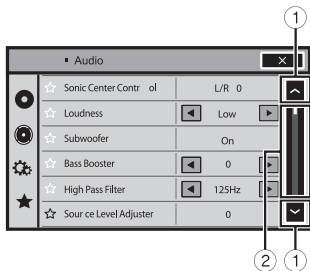 1
Audio
Sonic Center Contr ol L/R 0
Loudness Low
Subwoofer On
Bass Booster 0
High Pass Filter 125Hz
Sour ce Level Adjuster 0
2 1